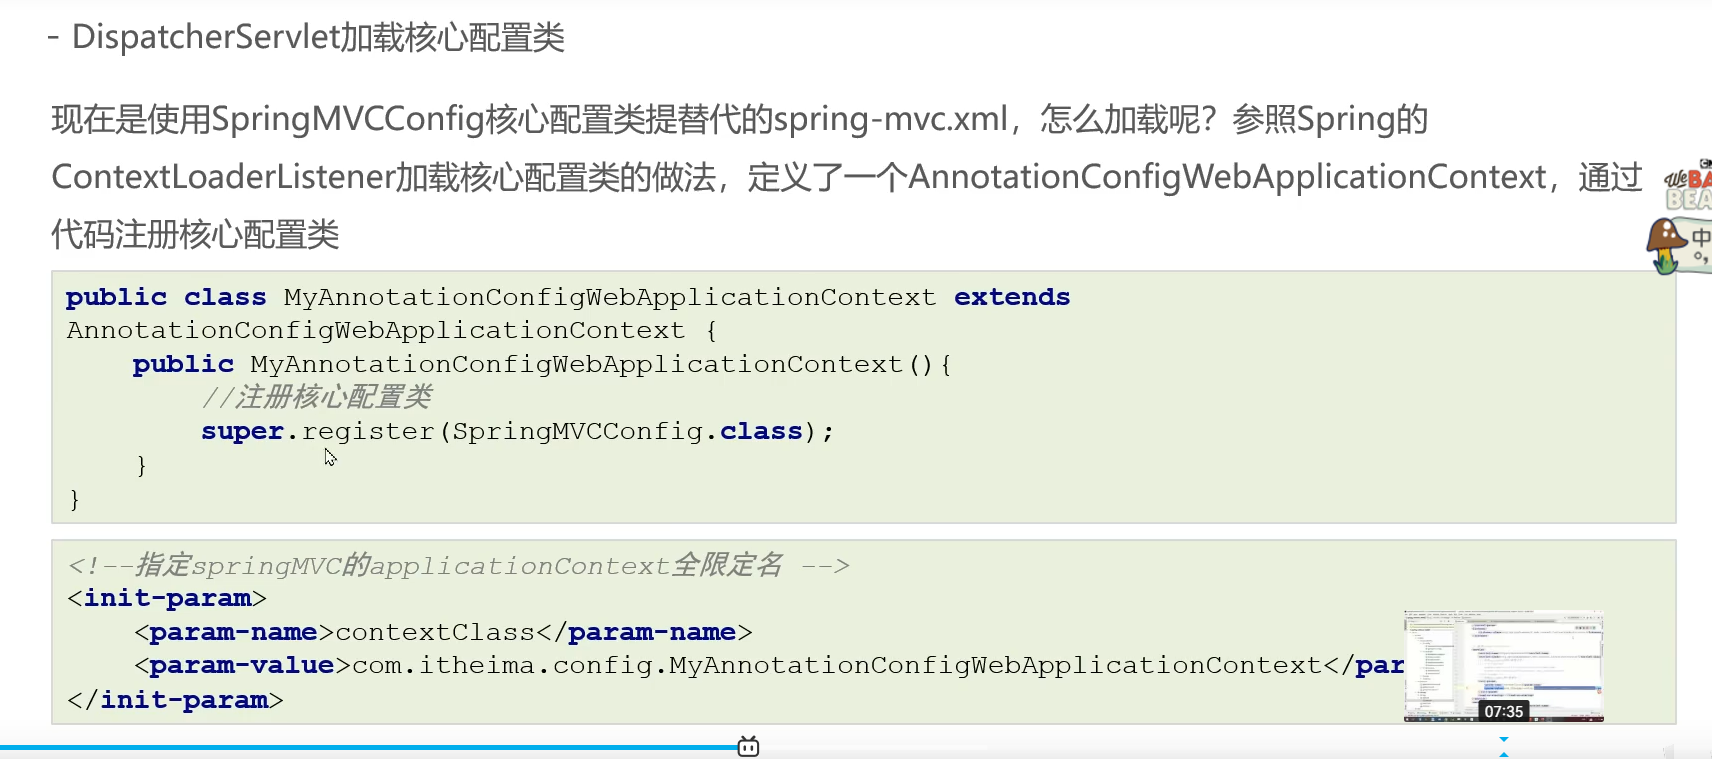 - DispatcherServlet加载核心配置类
现在是使用SpringMVCConfig核心配置类提替代的spring-mvc.xml，怎么加载呢？参照Spring的
ContextLoaderListener加载核心配置类的做法，定义了一个AnnotationConfigWebApplicationContext，通过
代码注册核心配置类
public class MyAnnotationConfigWebApplicationContext extends
AnnotationConfigWebApplicationContext {
    public MyAnnotationConfigWebApplicationContext(){
        //注册核心配置类
        super.register(SpringMVCConfig.class);
    }
}
<!--指定springMVC的applicationContext全限定名 -->
<init-param>
    <param-name>contextClass</param-name>
    <param-value>com.itheima.config.MyAnnotationConfigWebApplicationContext</par
</init-param>
We BA
BEA
中
°,
07:35